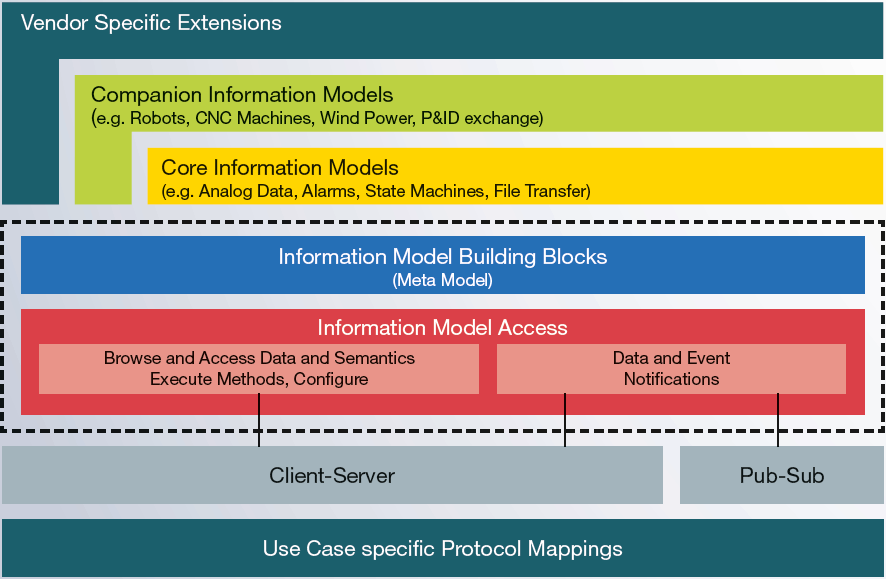 Vendor Specific Extensions
Companion Information Models
(e.g. Robots, CNC Machines, Wind Power, P&ID exchange)
Core Information Models
(e.g. Analog Data, Alarms, State Machines, File Transfer)
Information Model Building Blocks
(Meta Model)
Information Model Access
Browse and Access Data and Semantics
Execute Methods, Configure
Data and Event
Notifications
Client-Server
Pub-Sub
Use Case specific Protocol Mappings